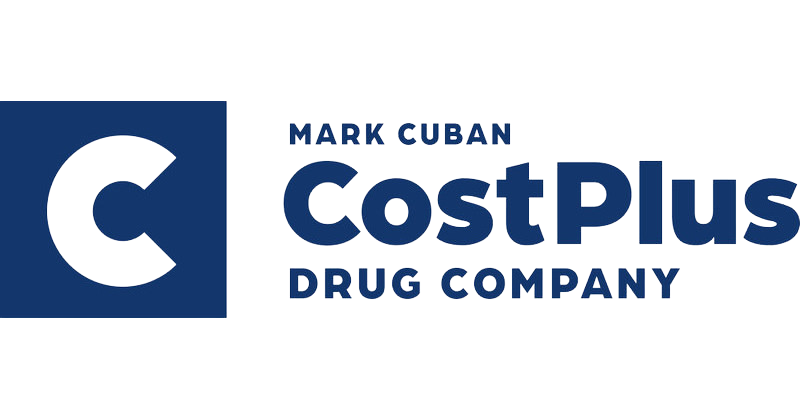 C
MARK CUBAN
CostPlus
DRUG COMPANY